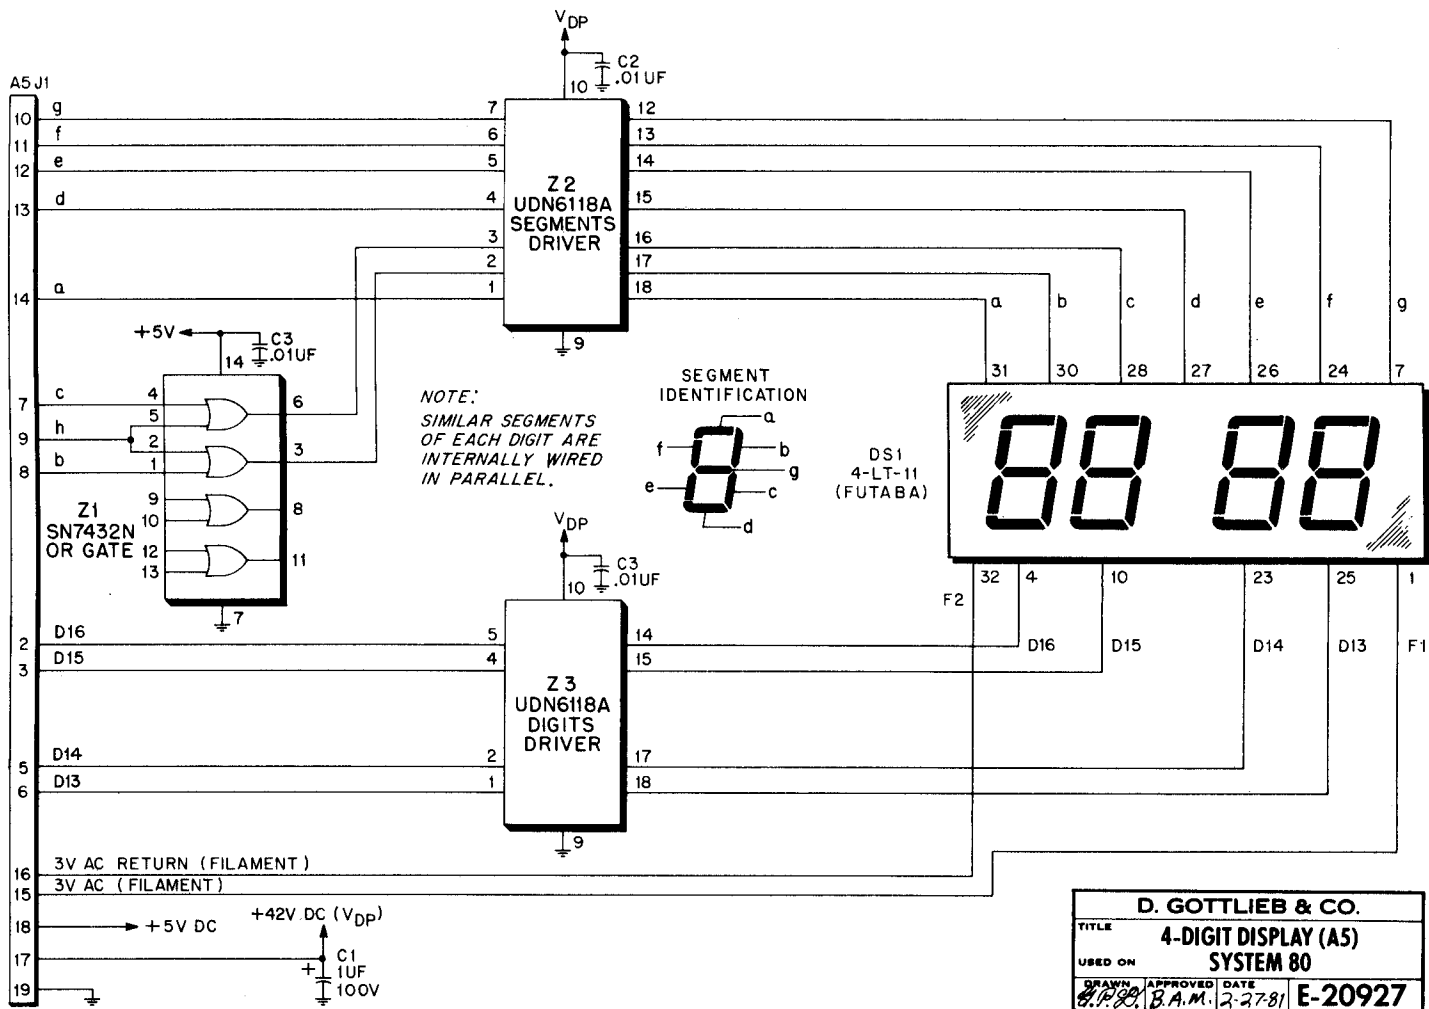 V DP
C2
.01UF
A5 J1
10
10 g 7 12
11 f 6 13
12 e 5 14
13 d 4 15
3 16
2 17
14 a 1 18
Z2
UDN6118A
SEGMENTS
DRIVER
9
a b c d e f g
31 30 28 27 26 24 7
+5V
C3
.01UF
14
7 c 4 6
5
9 h 2 3
8 b 1
9 8
10
12 11
13
Z1
SN7432N
OR GATE
7
NOTE:
SIMILAR SEGMENTS
OF EACH DIGIT ARE
INTERNALLY WIRED
IN PARALLEL.
SEGMENT
IDENTIFICATION
a
f b
g
e c
d
DS1
4-LT-11
(FUTABA)
88 88
32 4 10 23 25 1
F2 D16 D15 D14 D13 F1
V DP
C3
.01UF
10
2 D16 5 14
3 D15 4 15
Z3
UDN6118A
DIGITS
DRIVER
5 D14 2 17
6 D13 1 18
9
16 3V AC RETURN (FILAMENT)
15 3V AC (FILAMENT)
18 +5V DC
+42V DC (V DP)
17
+ C1
1UF
100V
19
D. GOTTLIEB & CO.
TITLE 4-DIGIT DISPLAY (A5)
USED ON SYSTEM 80
DRAWN APPROVED DATE
B.A.M. 2-27-81 E-20927